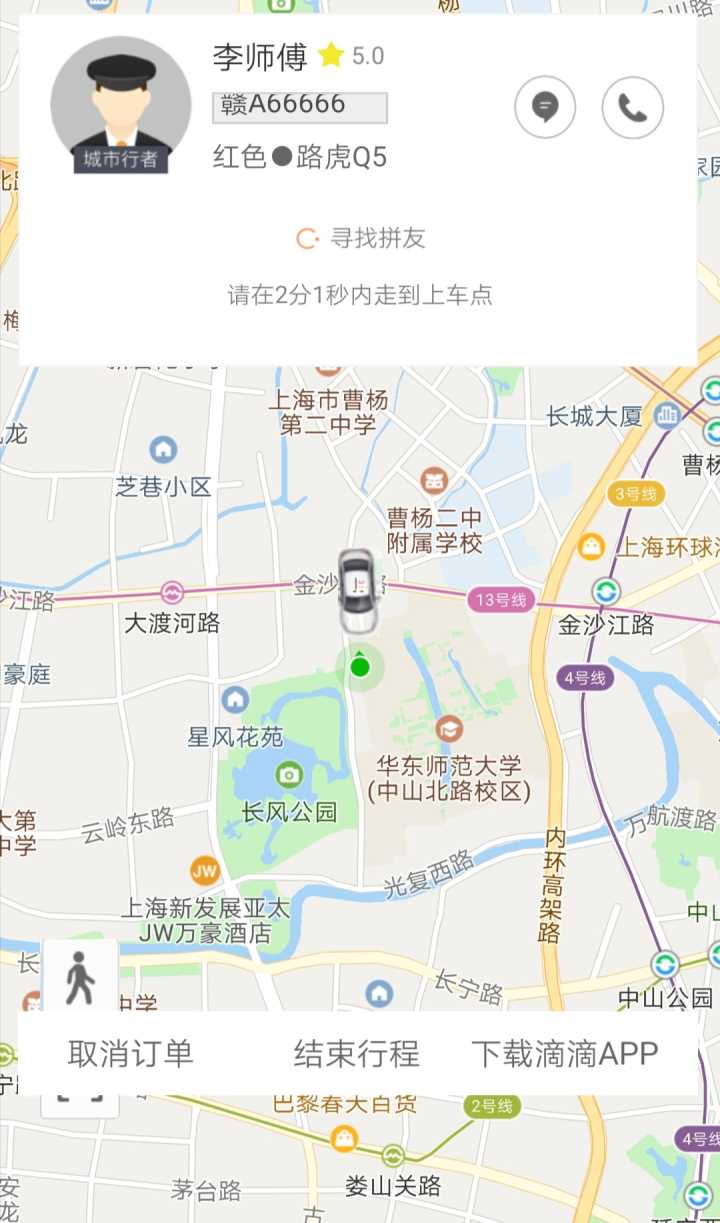 李师傅 5.0
赣A66666
城市行者
红色●路虎Q5
寻找拼友
请在2分1秒内走到上车点
上海市曹杨
第二中学
长城大厦
芝巷小区
3号线
曹杨二中
附属学校
上海环球
金沙
13号线
大渡河路
金沙江路
豪庭
4号线
星风花苑
华东师范大学
(中山北路校区)
长风公园
云岭东路
万航渡路
内环高架路
JW
光复西路
上海新发展亚太
JW万豪酒店
长宁路
中学
中山公园
取消订单 结束行程 下载滴滴APP
巴黎春天百货
2号线
4号线
娄山关路
茅台路